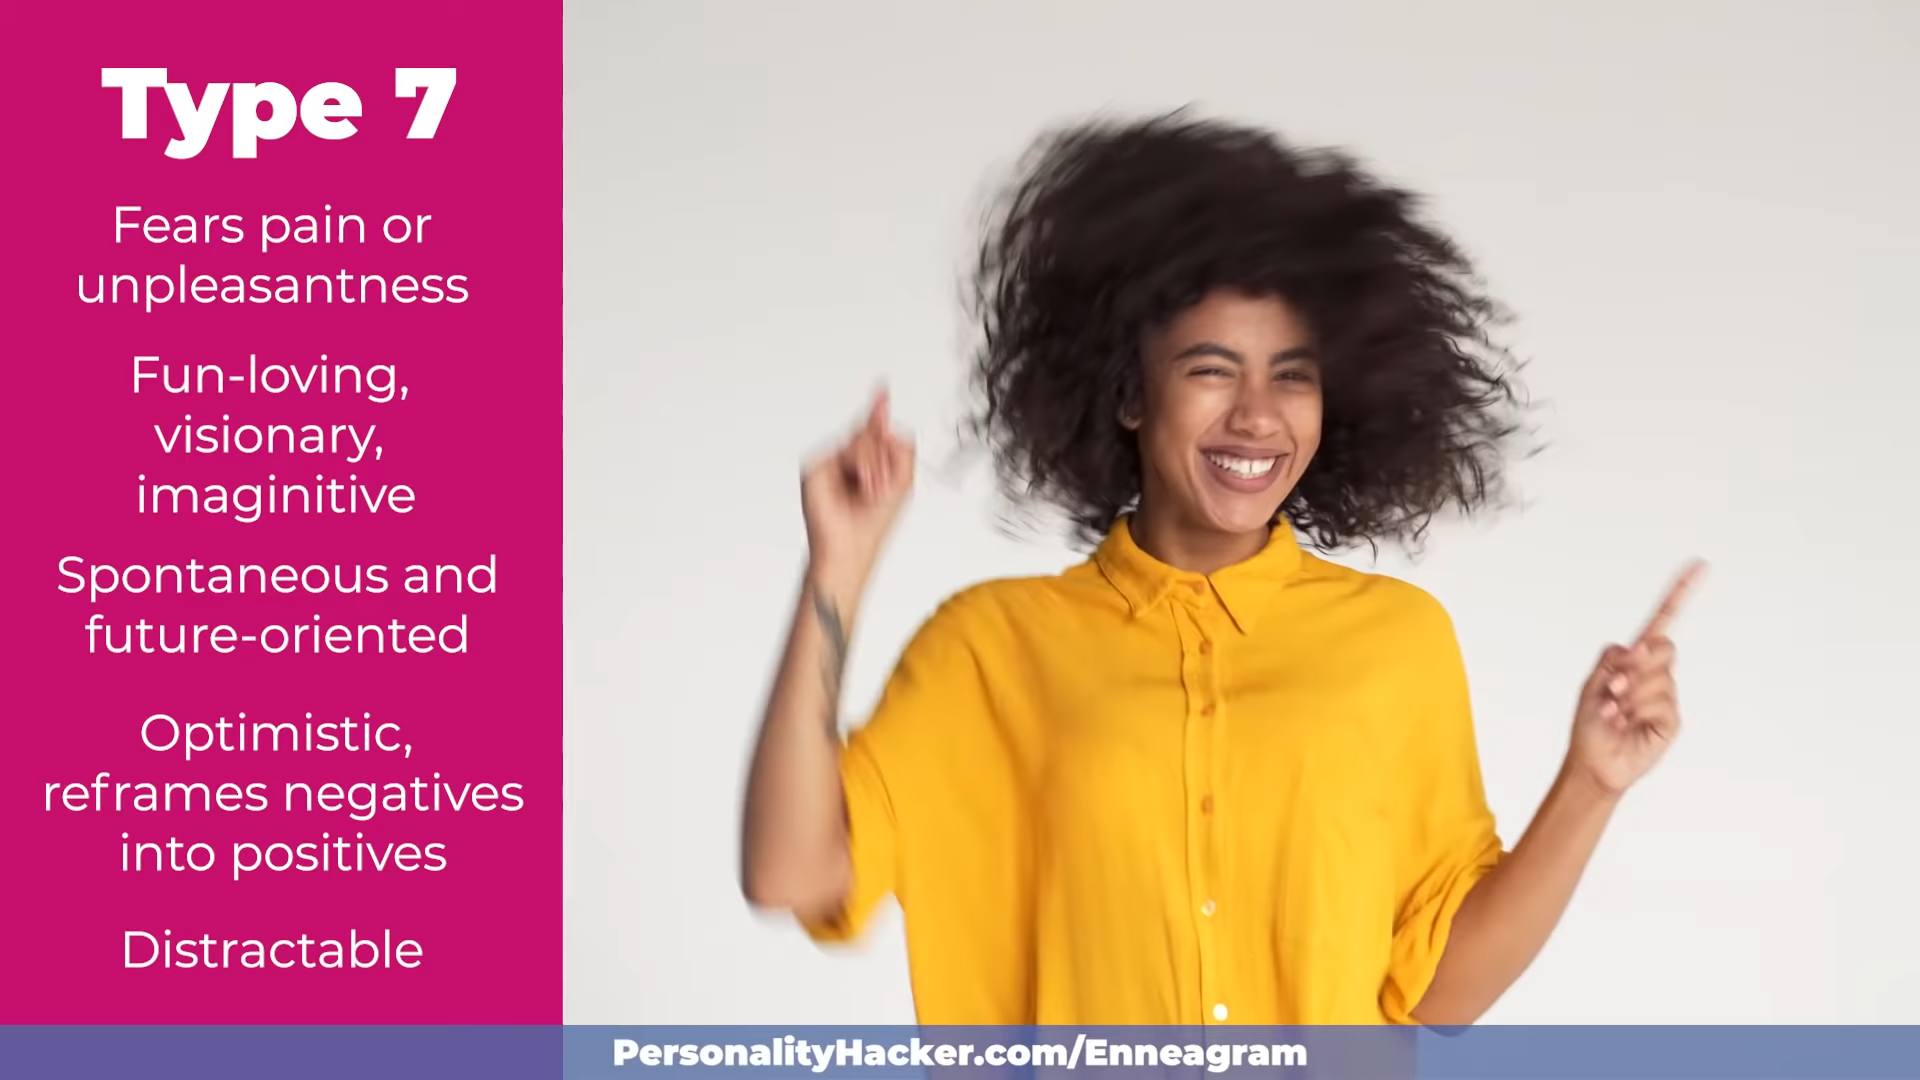 Type 7
Fears pain or
unpleasantness
Fun-loving,
visionary,
imaginitive
Spontaneous and
future-oriented
Optimistic,
reframes negatives
into positives
Distractable
PersonalityHacker.com/Enneagram